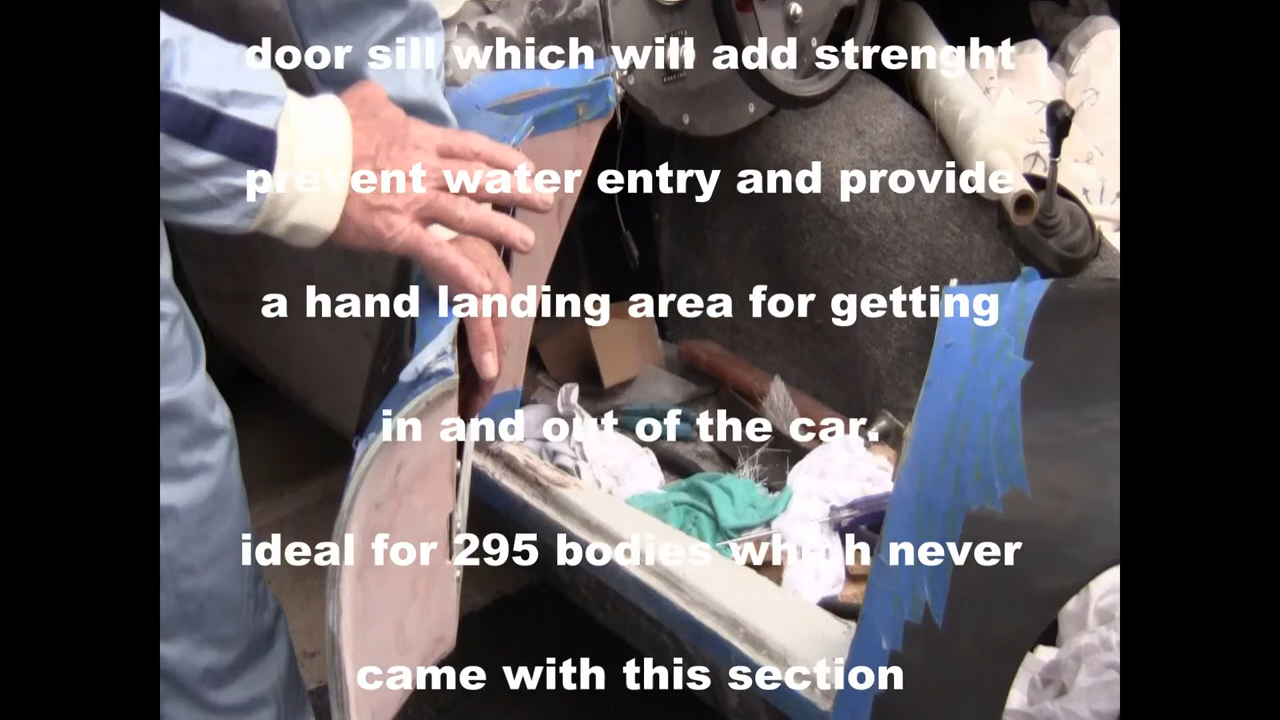 door sill which will add strenght
prevent water entry and provide
a hand landing area for getting
in and out of the car.
ideal for 295 bodies which never
came with this section